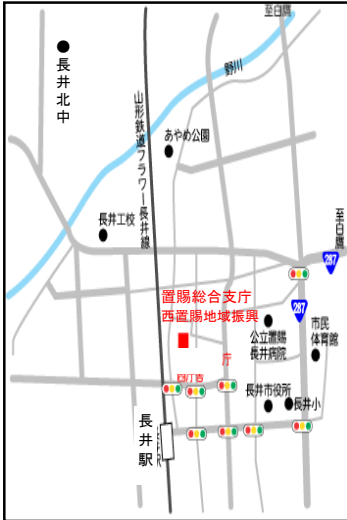 至白鷹
長井北中
野川
山形鉄道フラワー長井線
あやめ公園
長井工校
至白鷹
287
置賜総合支庁
西置賜地域振興
287
公立置賜
長井病院
市民
体育館
庁
長井市役所
長井小
長井駅